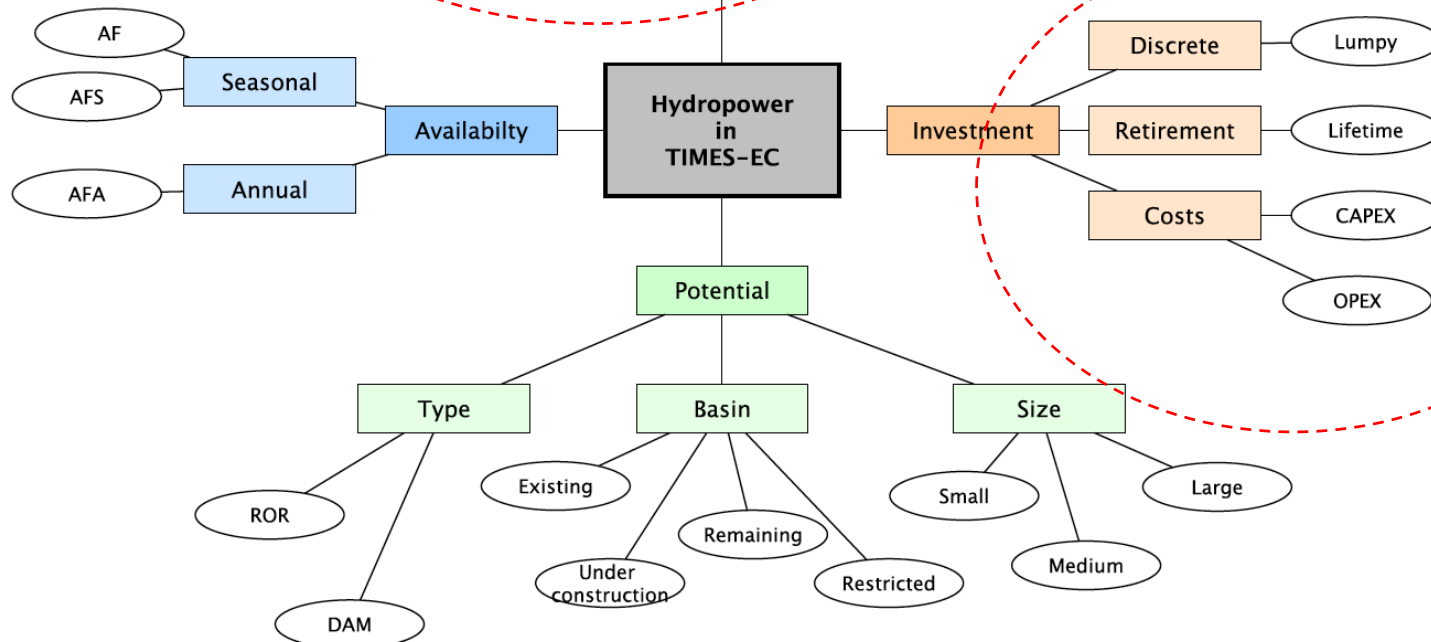 AF
Discrete
Lumpy
Seasonal
AFS
Hydropower
in
TIMES-EC
Availabilty
Investment
Retirement
Lifetime
Annual
AFA
Costs
CAPEX
OPEX
Potential
Type
Basin
Size
Existing
Small
Large
ROR
Remaining
Medium
Under
construction
Restricted
DAM